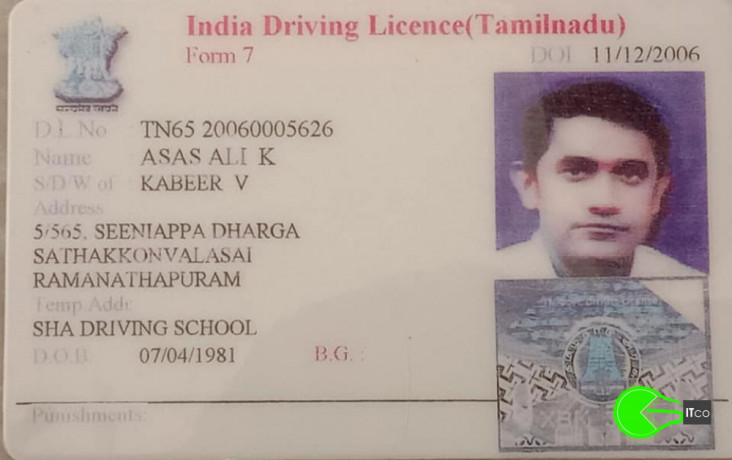 India Driving Licence(Tamilnadu)
Form 7
DOI 11/12/2006
D.L.No TN65 20060005626
Name ASAS ALI K
S/D/W of KABEER V
Address
5/565, SEENIAPPA DHARGA
SATHAKKONVALASAI
RAMANATHAPURAM
Temp.Addr:
SHA DRIVING SCHOOL
D.O.B. 07/04/1981 B.G. :
Punishments:
ITco